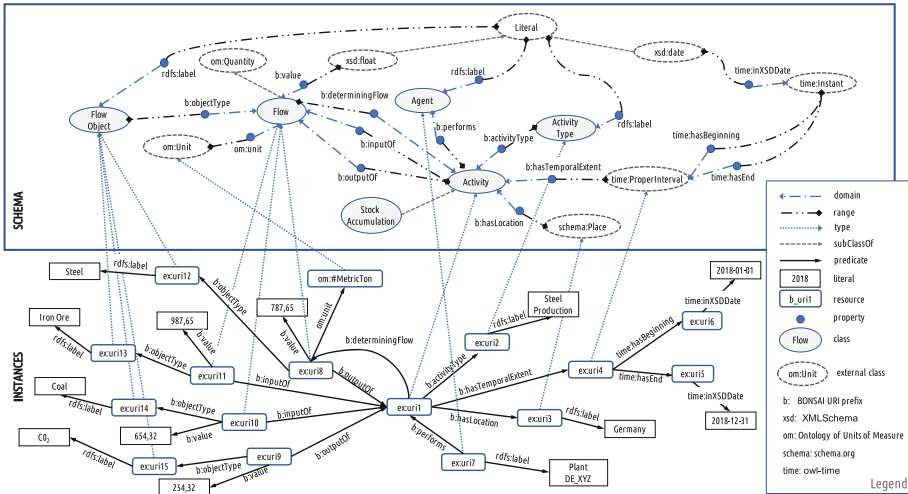 SCHEMA
Literal
om:Quantity
xsd:float
xsd:date
rdfs:label
b:value
rdfs:label
time:inXSDDate
time:Instant
b:objectType
b:determiningFlow
Agent
Flow
Object
Flow
Activity
Type
rdfs:label
b:performs
b:activityType
time:hasBeginning
om:Unit
om:unit
b:inputOf
b:hasTemporalExtent
time:hasEnd
b:outputOf
Activity
time:ProperInterval
Stock
Accumulation
b:hasLocation
schema:Place
INSTANCES
Steel
rdfs:label
ex:uri12
om:#MetricTon
2018-01-01
b:objectType
787,65
om:unit
Steel
Production
time:inXSDDate
Iron Ore
987,65
b:value
b:determiningFlow
rdfs:label
ex:uri6
rdfs:label
b:value
ex:uri2
time:hasBeginning
ex:uri13
b:objectType
ex:uri11
ex:uri8
b:outputOf
b:activityType
ex:uri4
time:hasEnd
ex:uri5
Coal
b:inputOf
b:hasTemporalExtent
time:inXSDDate
rdfs:label
ex:uri14
b:objectType
ex:uri10
b:inputOf
ex:uri1
b:hasLocation
ex:uri3
rdfs:label
2018-12-31
CO2
654,32
b:value
Germany
rdfs:label
ex:uri15
b:objectType
ex:uri9
b:outputOf
b:performs
ex:uri7
rdfs:label
b:value
254,32
Plant
DE_XYZ
domain
range
type
subClassOf
predicate
2018
literal
b_uri1
resource
property
Flow
class
om:Unit
external class
b: BONSAI URI prefix
xsd: XMLSchema
om: Ontology of Units of Measure
schema: schema.org
time: owl-time
Legend